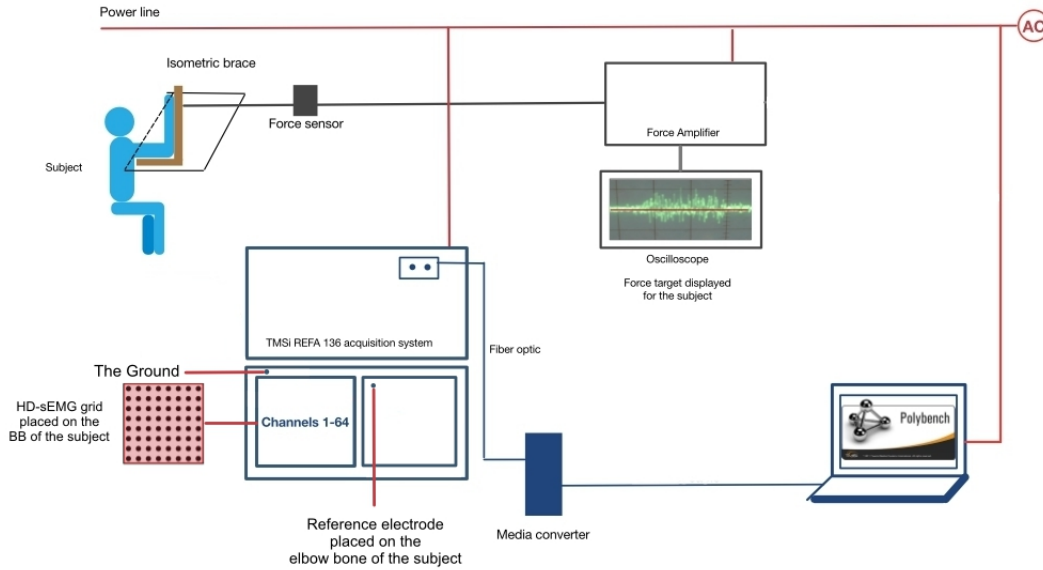 Power line
AC
Isometric brace
Force sensor
Force Amplifier
Subject
Oscilloscope
Force target displayed
for the subject
TMSi REFA 136 acquisition system
Fiber optic
The Ground
HD-sEMG grid
placed on the
BB of the subject
Channels 1-64
Polybench
Reference electrode
placed on the
elbow bone of the subject
Media converter